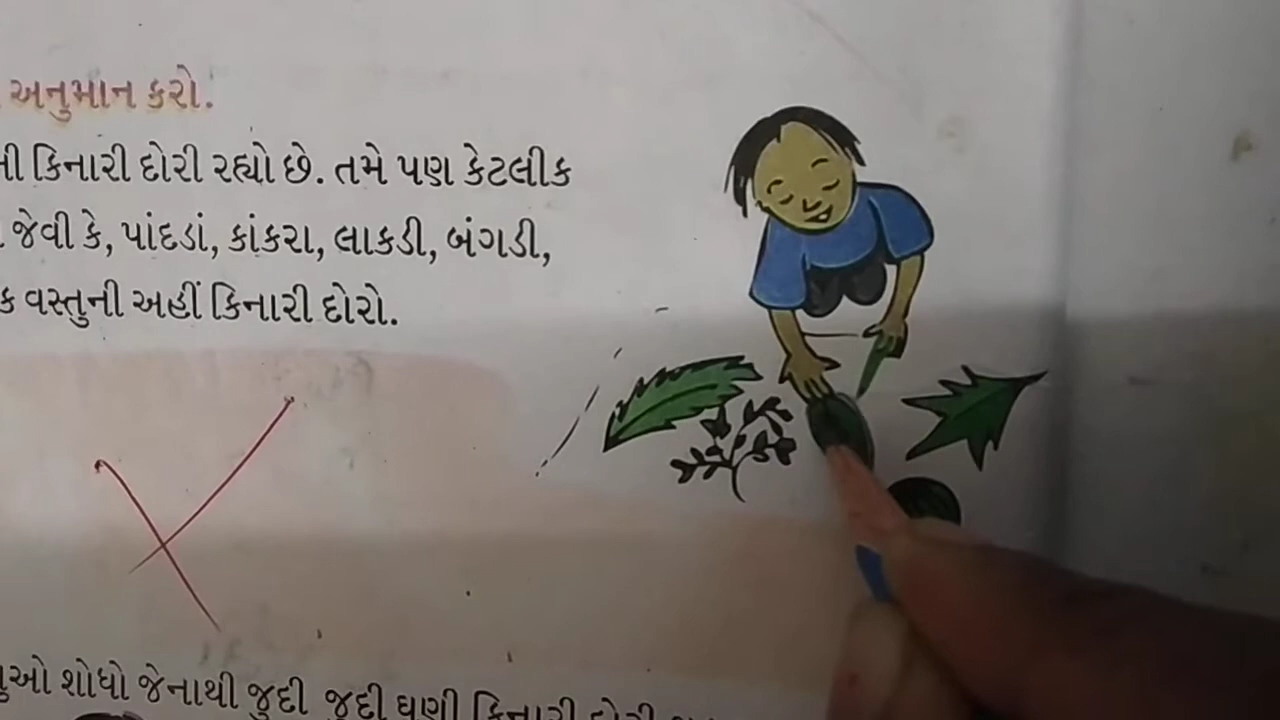 અનુમાન કરો.
કિનારી દોરી રહ્યો છે. તમે પણ કેટલીક
જેવી કે, પાંદડાં, કાંકરા, લાકડી, બંગડી,
વસ્તુની અહીં કિનારી દોરો.
શોધો જેનાથી જુદી જુદી ઘણી કિનારી દોરી